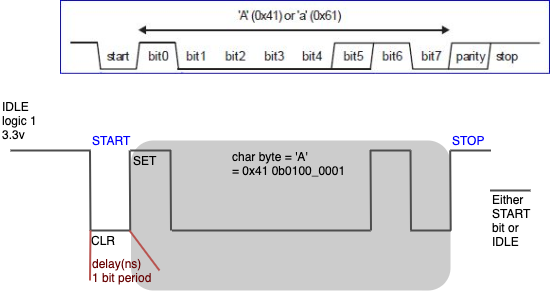 'A' (0x41) or 'a' (0x61)
start bit0 bit1 bit2 bit3 bit4 bit5 bit6 bit7 parity stop
IDLE
logic 1
3.3v
START
STOP
SET
char byte = 'A'
= 0x41 0b0100_0001
Either
START
bit or
IDLE
CLR
delay(ns)
1 bit period